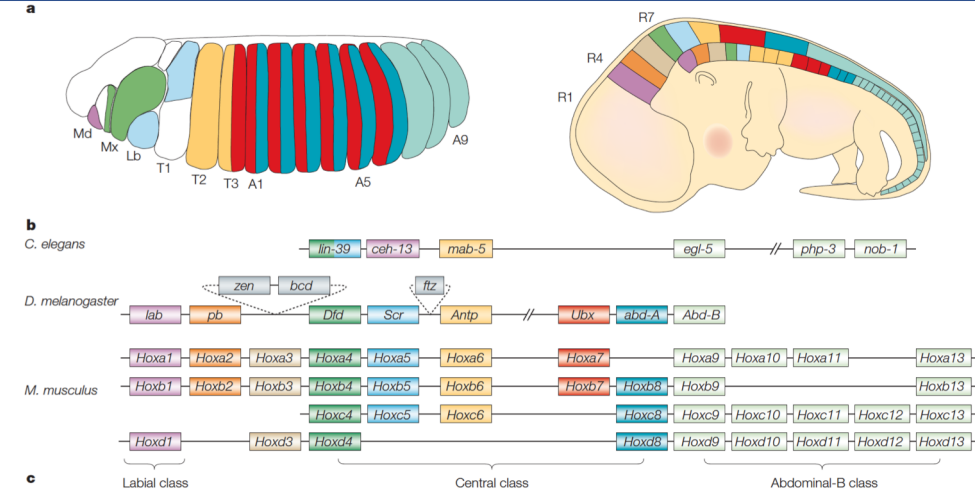 a
R7
R4
R1
Md
Mx
Lb
T1
T2
T3
A1
A5
A9
b
C. elegans
lin-39 ceh-13 mab-5 egl-5 // php-3 nob-1
zen bcd ftz
D. melanogaster
lab pb Dfd Scr Antp // Ubx abd-A Abd-B
Hoxa1 Hoxa2 Hoxa3 Hoxa4 Hoxa5 Hoxa6 Hoxa7 Hoxa9 Hoxa10 Hoxa11 Hoxa13
M. musculus
Hoxb1 Hoxb2 Hoxb3 Hoxb4 Hoxb5 Hoxb6 Hoxb7 Hoxb8 Hoxb9 Hoxb13
Hoxc4 Hoxc5 Hoxc6 Hoxc8 Hoxc9 Hoxc10 Hoxc11 Hoxc12 Hoxc13
Hoxd1 Hoxd3 Hoxd4 Hoxd8 Hoxd9 Hoxd10 Hoxd11 Hoxd12 Hoxd13
Labial class Central class Abdominal-B class
c